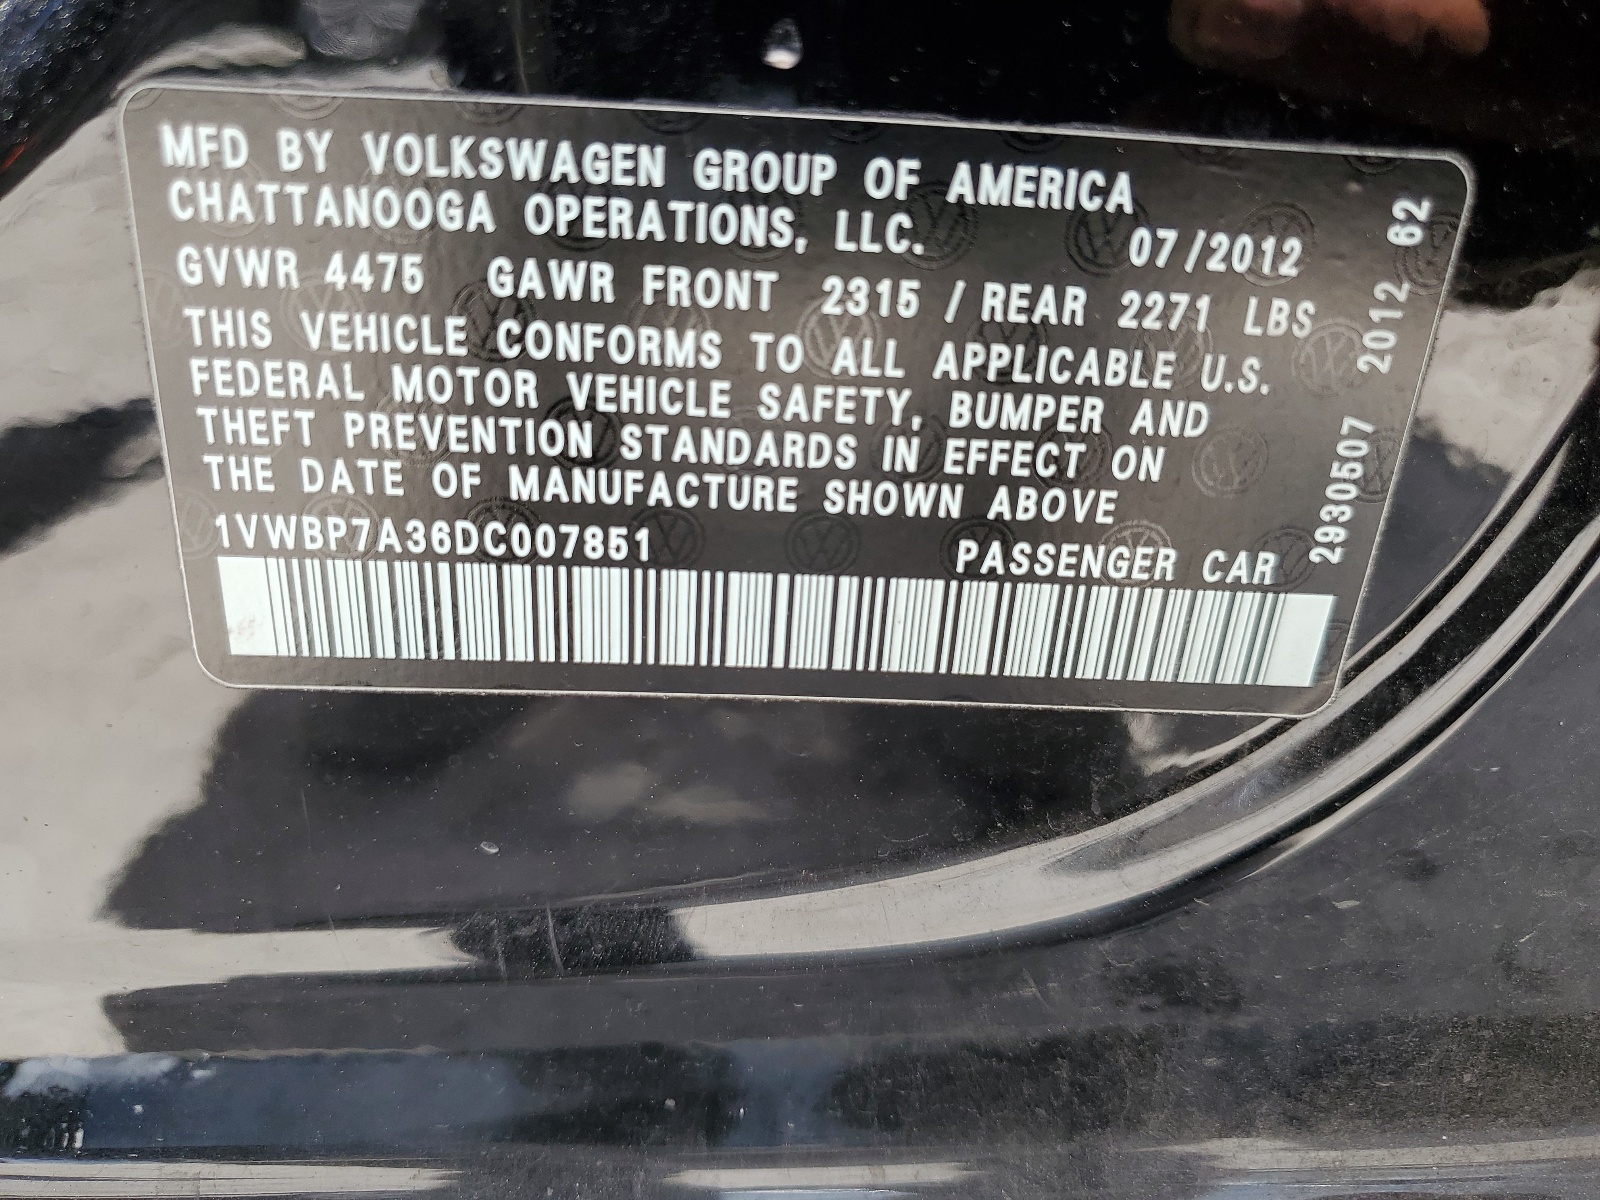 MFD BY VOLKSWAGEN GROUP OF AMERICA
CHATTANOOGA OPERATIONS, LLC. 07/2012
GVWR 4475 GAWR FRONT 2315 / REAR 2271 LBS
THIS VEHICLE CONFORMS TO ALL APPLICABLE U.S.
FEDERAL MOTOR VEHICLE SAFETY, BUMPER AND
THEFT PREVENTION STANDARDS IN EFFECT ON
THE DATE OF MANUFACTURE SHOWN ABOVE
1VWBP7A36DC007851 PASSENGER CAR
2930507 2012 62